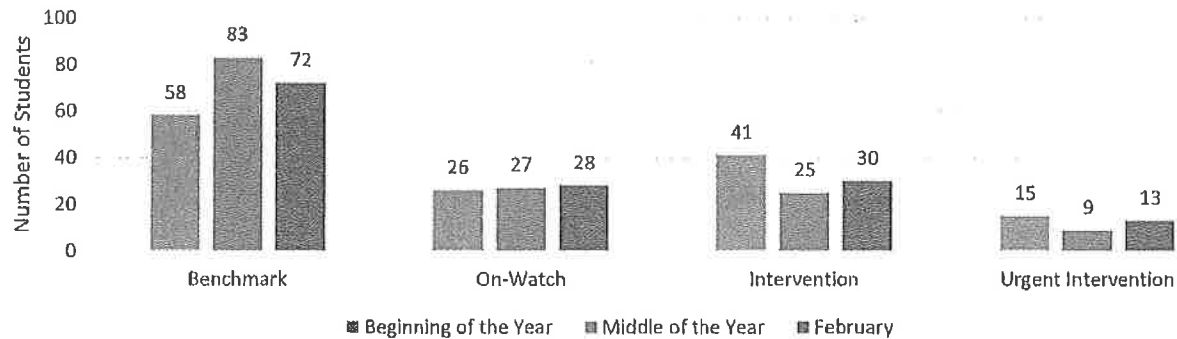 Number of Students
100
80
60
40
20
0
58
83
72
26
27
28
41
25
30
15
9
13
Benchmark
On-Watch
Intervention
Urgent Intervention
Beginning of the Year
Middle of the Year
February